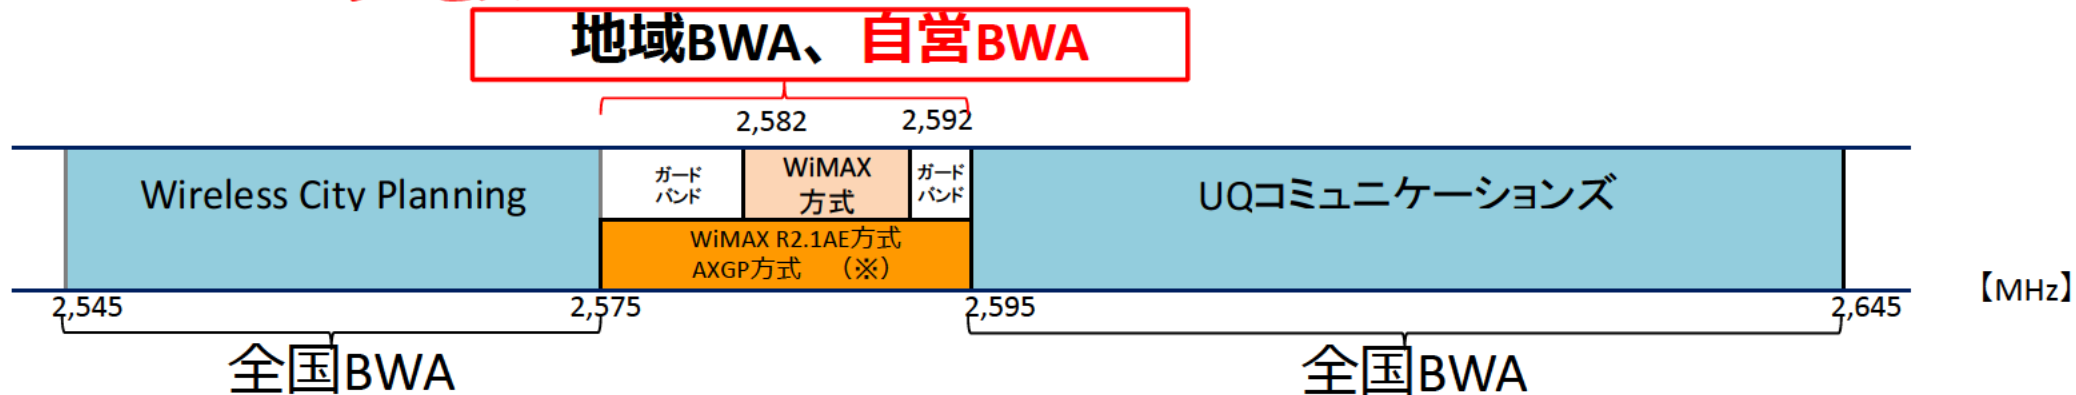 地域BWA、自営BWA
2,582
2,592
Wireless City Planning
ガード
バンド
WiMAX
方式
ガード
バンド
UQコミュニケーションズ
WiMAX R2.1AE方式
AXGP方式 （※）
2,545
2,575
2,595
2,645
【MHz】
全国BWA
全国BWA